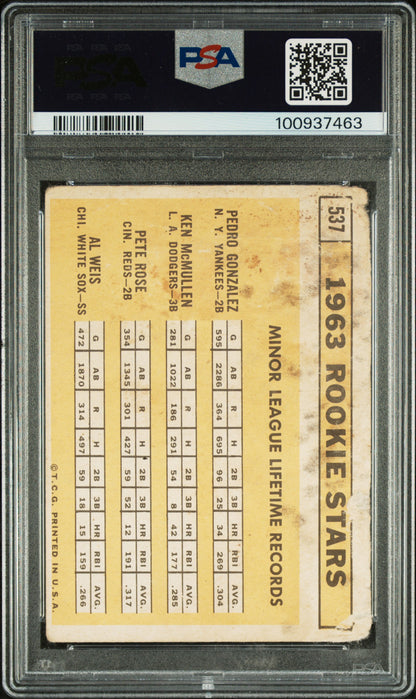 PSA
PSA
100937463
537
1963 ROOKIE STARS
MINOR LEAGUE LIFETIME RECORDS
PEDRO GONZALEZ
N. Y. YANKEES—2B
G AB R H 2B 3B HR RBI AVG.
595 2286 364 695 96 25 34 269 .304
KEN McMULLEN
L. A. DODGERS—3B
G AB R H 2B 3B HR RBI AVG.
281 1022 186 291 54 8 42 177 .285
PETE ROSE
CIN. REDS—2B
G AB R H 2B 3B HR RBI AVG.
354 1345 301 427 59 52 12 191 .317
AL WEIS
CHI. WHITE SOX—SS
G AB R H 2B 3B HR RBI AVG.
472 1870 314 497 59 18 15 159 .266
© T.C.G. PRINTED IN U.S.A.
PSA